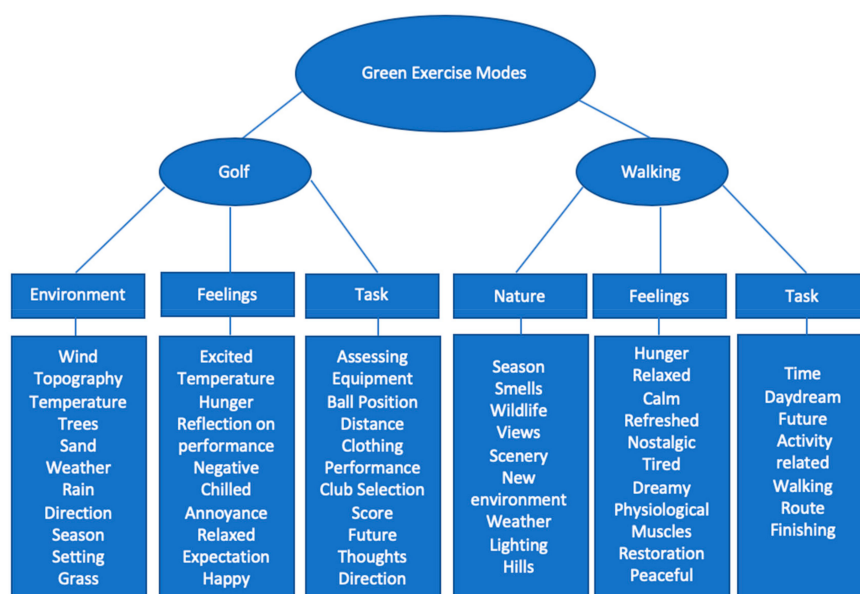 Green Exercise Modes
Golf
Walking
Environment
Feelings
Task
Nature
Feelings
Task
Wind
Topography
Temperature
Trees
Sand
Weather
Rain
Direction
Season
Setting
Grass
Excited
Temperature
Hunger
Reflection on
performance
Negative
Chilled
Annoyance
Relaxed
Expectation
Happy
Assessing
Equipment
Ball Position
Distance
Clothing
Performance
Club Selection
Score
Future
Thoughts
Direction
Season
Smells
Wildlife
Views
Scenery
New
environment
Weather
Lighting
Hills
Hunger
Relaxed
Calm
Refreshed
Nostalgic
Tired
Dreamy
Physiological
Muscles
Restoration
Peaceful
Time
Daydream
Future
Activity
related
Walking
Route
Finishing